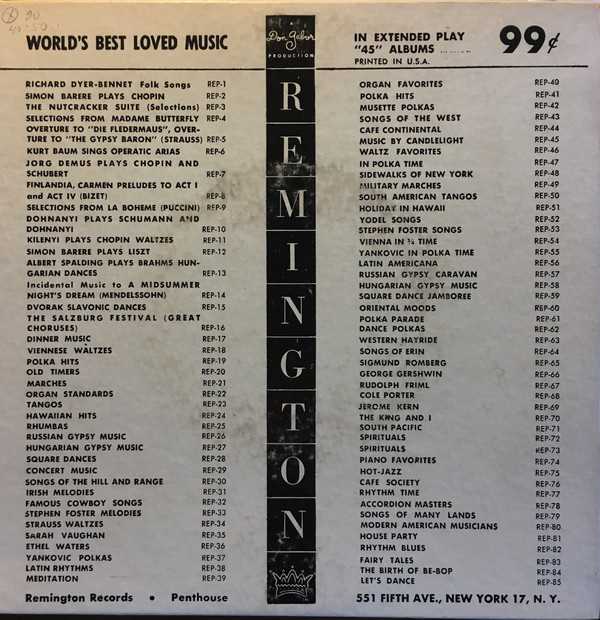 90
WORLD'S BEST LOVED MUSIC
A
Don Gabor
PRODUCTION
IN EXTENDED PLAY
"45" ALBUMS ........ 99¢
PRINTED IN U.S.A.
RICHARD DYER-BENNET Folk Songs REP-1
SIMON BARERE PLAYS CHOPIN REP-2
THE NUTCRACKER SUITE (Selections) REP-3
SELECTIONS FROM MADAME BUTTERFLY REP-4
OVERTURE TO "DIE FLEDERMAUS", OVER-
TURE TO "THE GYPSY BARON" (STRAUSS) REP-5
KURT BAUM SINGS OPERATIC ARIAS REP-6
JORG DEMUS PLAYS CHOPIN AND
SCHUBERT REP-7
FINLANDIA, CARMEN PRELUDES TO ACT I
and ACT IV (BIZET) REP-8
SELECTIONS FROM LA BOHEME (PUCCINI) REP-9
DOHNANYI PLAYS SCHUMANN AND
DOHNANYI REP-10
KILENYI PLAYS CHOPIN WALTZES REP-11
SIMON BARERE PLAYS LISZT REP-12
ALBERT SPALDING PLAYS BRAHMS HUN-
GARIAN DANCES REP-13
Incidental Music to A MIDSUMMER
NIGHT'S DREAM (MENDELSSOHN) REP-14
DVORAK SLAVONIC DANCES REP-15
THE SALZBURG FESTIVAL (GREAT
CHORUSES) REP-16
DINNER MUSIC REP-17
VIENNESE WALTZES REP-18
POLKA HITS REP-19
OLD TIMERS REP-20
MARCHES REP-21
ORGAN STANDARDS REP-22
TANGOS REP-23
HAWAIIAN HITS REP-24
RHUMBAS REP-25
RUSSIAN GYPSY MUSIC REP-26
HUNGARIAN GYPSY MUSIC REP-27
SQUARE DANCES REP-28
CONCERT MUSIC REP-29
SONGS OF THE HILL AND RANGE REP-30
IRISH MELODIES REP-31
FAMOUS COWBOY SONGS REP-32
STEPHEN FOSTER MELODIES REP-33
STRAUSS WALTZES REP-34
SARAH VAUGHAN REP-35
ETHEL WATERS REP-36
YANKOVIC POLKAS REP-37
LATIN RHYTHMS REP-38
MEDITATION REP-39
REMINGTON
ORGAN FAVORITES REP-40
POLKA HITS REP-41
MUSETTE POLKAS REP-42
SONGS OF THE WEST REP-43
CAFE CONTINENTAL REP-44
MUSIC BY CANDLELIGHT REP-45
WALTZ FAVORITES REP-46
IN POLKA TIME REP-47
SIDEWALKS OF NEW YORK REP-48
MILITARY MARCHES REP-49
SOUTH AMERICAN TANGOS REP-50
HOLIDAY IN HAWAII REP-51
YODEL SONGS REP-52
STEPHEN FOSTER SONGS REP-53
VIENNA IN ¾ TIME REP-54
YANKOVIC IN POLKA TIME REP-55
LATIN AMERICANA REP-56
RUSSIAN GYPSY CARAVAN REP-57
HUNGARIAN GYPSY MUSIC REP-58
SQUARE DANCE JAMBOREE REP-59
ORIENTAL MOODS REP-60
POLKA PARADE REP-61
DANCE POLKAS REP-62
WESTERN HAYRIDE REP-63
SONGS OF ERIN REP-64
SIGMUND ROMBERG REP-65
GEORGE GERSHWIN REP-66
RUDOLPH FRIML REP-67
COLE PORTER REP-68
JEROME KERN REP-69
THE KING AND I REP-70
SOUTH PACIFIC REP-71
SPIRITUALS REP-72
SPIRITUALS REP-73
PIANO FAVORITES REP-74
HOT-JAZZ REP-75
CAFE SOCIETY REP-76
RHYTHM TIME REP-77
ACCORDION MASTERS REP-78
SONGS OF MANY LANDS REP-79
MODERN AMERICAN MUSICIANS REP-80
HOUSE PARTY REP-81
RHYTHM BLUES REP-82
FAIRY TALES REP-83
THE BIRTH OF BE-BOP REP-84
LET'S DANCE REP-85
Remington Records • Penthouse
551 FIFTH AVE., NEW YORK 17, N. Y.